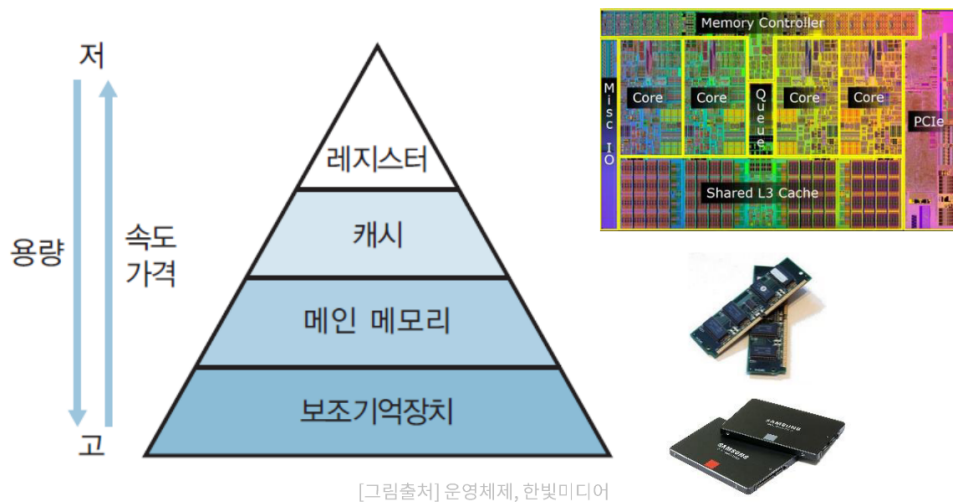 저
용량
속도
가격
고
레지스터
캐시
메인 메모리
보조기억장치
Memory Controller
Misc IO
Core
Core
Queue
Core
Core
PCIe
Shared L3 Cache
SAMSUNG
SAMSUNG
[그림출처] 운영체제, 한빛미디어